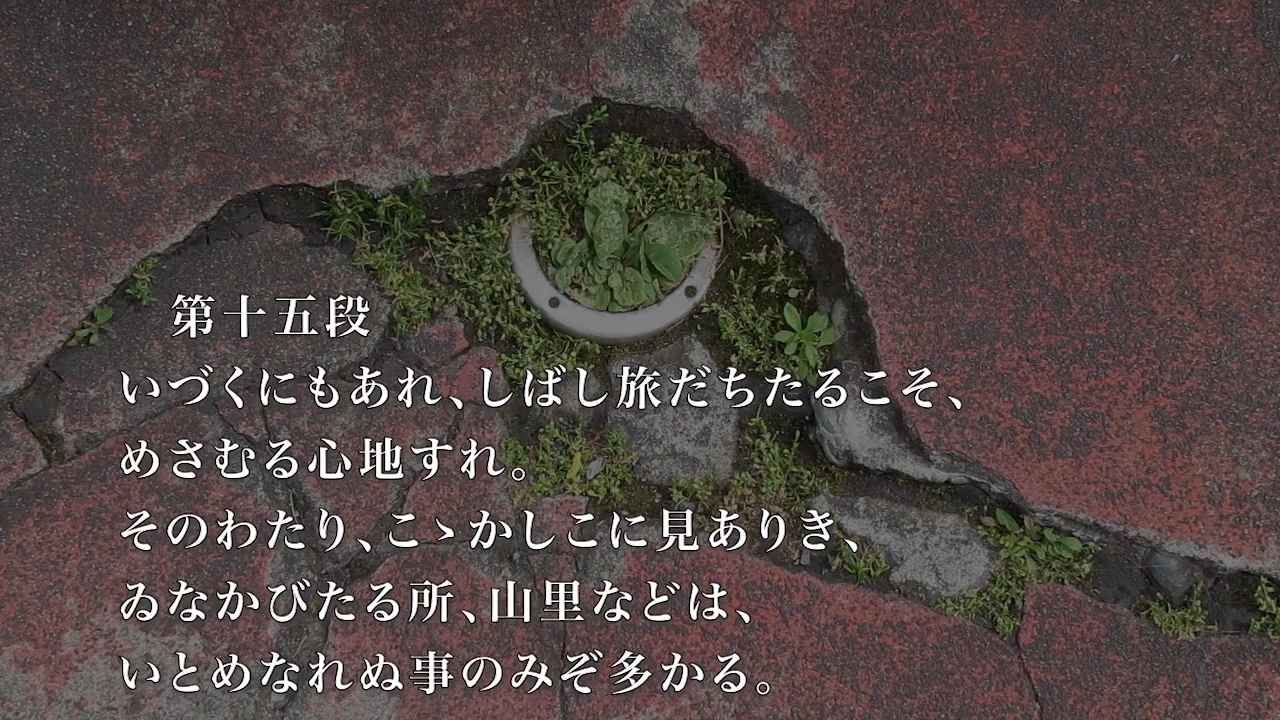 第十五段
いづくにもあれ、しばし旅だちたるこそ、
めさむる心地すれ。
そのわたり、こゝかしこに見ありき、
ゐなかびたる所、山里などは、
いとめなれぬ事のみぞ多かる。